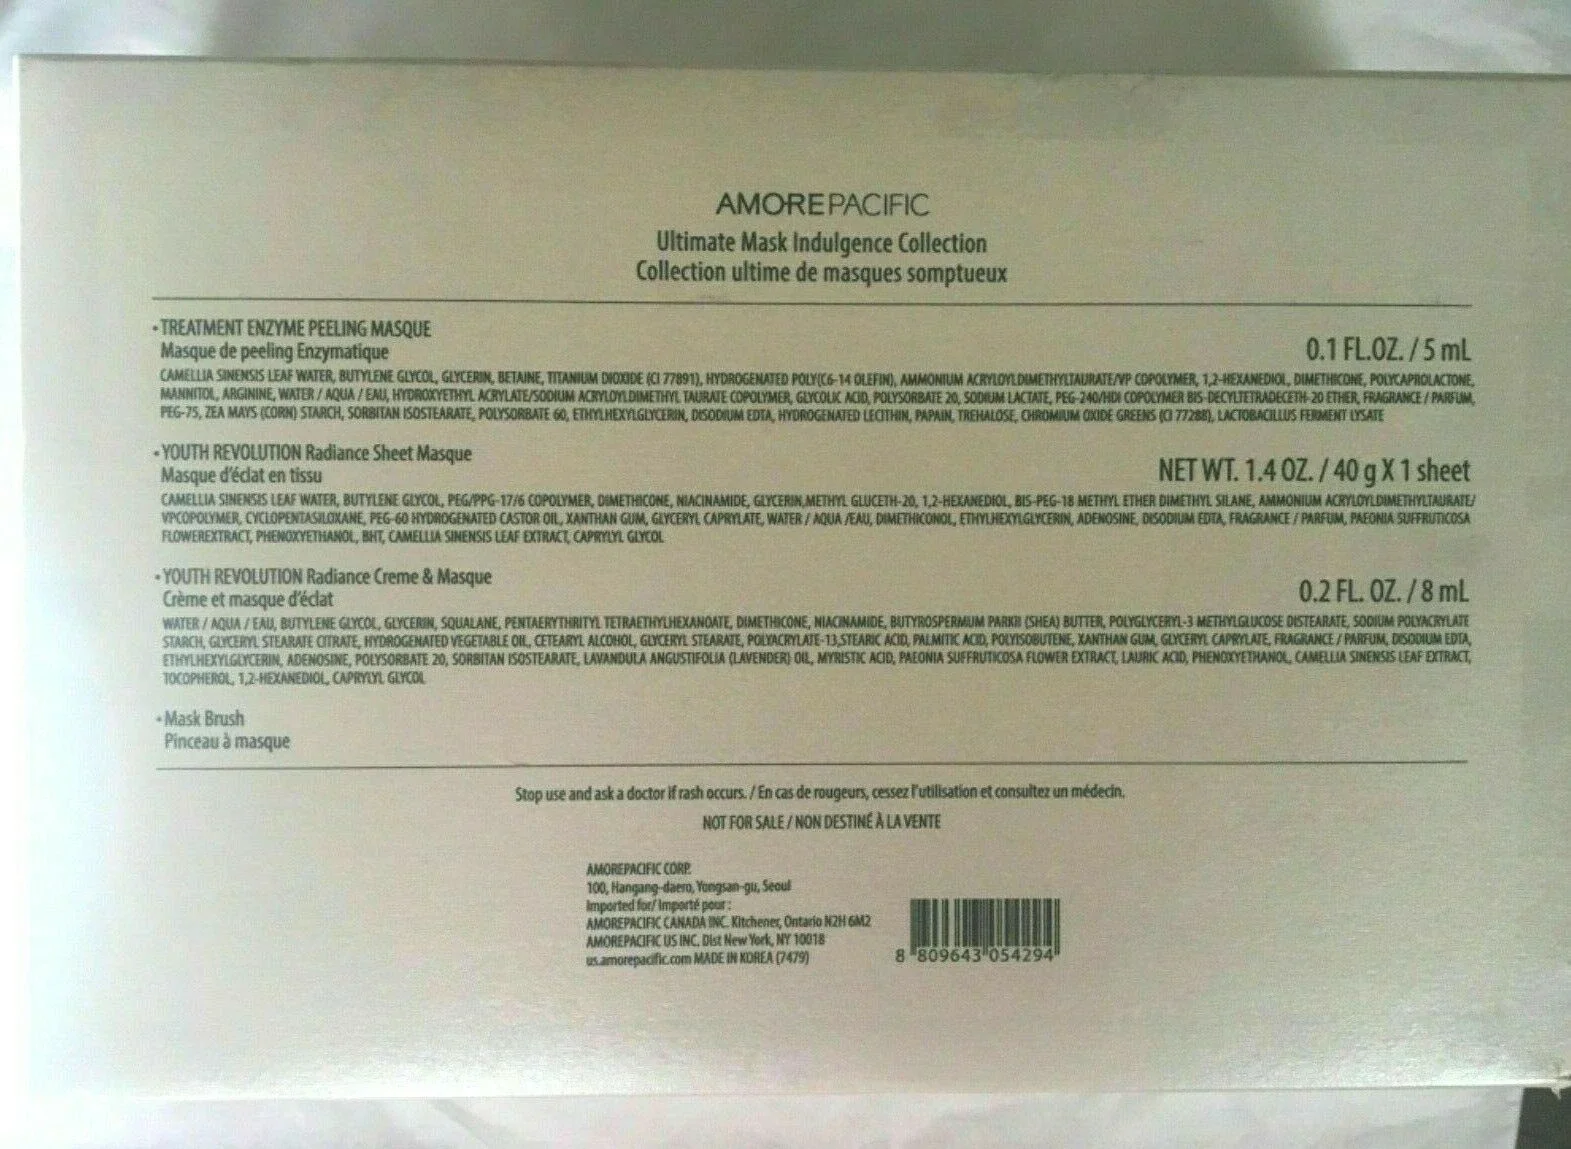 AMOREPACIFIC
Ultimate Mask Indulgence Collection
Collection ultime de masques somptueux
• TREATMENT ENZYME PEELING MASQUE
Masque de peeling Enzymatique
0.1 FL.OZ. / 5 mL
CAMELLIA SINENSIS LEAF WATER, BUTYLENE GLYCOL, GLYCERIN, BETAINE, TITANIUM DIOXIDE (CI 77891), HYDROGENATED POLY(C6-14 OLEFIN), AMMONIUM ACRYLOYLDIMETHYLTAURATE/VP COPOLYMER, 1,2-HEXANEDIOL, DIMETHICONE, POLYCAPROLACTONE,
MANNITOL, ARGININE, WATER / AQUA / EAU, HYDROXYETHYL ACRYLATE/SODIUM ACRYLOYLDIMETHYL TAURATE COPOLYMER, GLYCOLIC ACID, POLYSORBATE 20, SODIUM LACTATE, PEG-240/HDI COPOLYMER BIS-DECYLTETRADECETH-20 ETHER, FRAGRANCE / PARFUM,
PEG-75, ZEA MAYS (CORN) STARCH, SORBITAN ISOSTEARATE, POLYSORBATE 60, ETHYLHEXYLGLYCERIN, DISODIUM EDTA, HYDROGENATED LECITHIN, PAPAIN, TREHALOSE, CHROMIUM OXIDE GREENS (CI 77288), LACTOBACILLUS FERMENT LYSATE
• YOUTH REVOLUTION Radiance Sheet Masque
Masque d'éclat en tissu
NET WT. 1.4 OZ. / 40 g X 1 sheet
CAMELLIA SINENSIS LEAF WATER, BUTYLENE GLYCOL, PEG/PPG-17/6 COPOLYMER, DIMETHICONE, NIACINAMIDE, GLYCERIN,METHYL GLUCETH-20, 1,2-HEXANEDIOL, BIS-PEG-18 METHYL ETHER DIMETHYL SILANE, AMMONIUM ACRYLOYLDIMETHYLTAURATE/
VPCOPOLYMER, CYCLOPENTASILOXANE, PEG-60 HYDROGENATED CASTOR OIL, XANTHAN GUM, GLYCERYL CAPRYLATE, WATER / AQUA /EAU, DIMETHICONOL, ETHYLHEXYLGLYCERIN, ADENOSINE, DISODIUM EDTA, FRAGRANCE / PARFUM, PAEONIA SUFFRUTICOSA
FLOWEREXTRACT, PHENOXYETHANOL, BHT, CAMELLIA SINENSIS LEAF EXTRACT, CAPRYLYL GLYCOL
• YOUTH REVOLUTION Radiance Creme & Masque
Crème et masque d'éclat
0.2 FL. OZ. / 8 mL
WATER / AQUA / EAU, BUTYLENE GLYCOL, GLYCERIN, SQUALANE, PENTAERYTHRITYL TETRAETHYLHEXANOATE, DIMETHICONE, NIACINAMIDE, BUTYROSPERMUM PARKII (SHEA) BUTTER, POLYGLYCERYL-3 METHYLGLUCOSE DISTEARATE, SODIUM POLYACRYLATE
STARCH, GLYCERYL STEARATE CITRATE, HYDROGENATED VEGETABLE OIL, CETEARYL ALCOHOL, GLYCERYL STEARATE, POLYACRYLATE-13,STEARIC ACID, PALMITIC ACID, POLYISOBUTENE, XANTHAN GUM, GLYCERYL CAPRYLATE, FRAGRANCE / PARFUM, DISODIUM EDTA,
ETHYLHEXYLGLYCERIN, ADENOSINE, POLYSORBATE 20, SORBITAN ISOSTEARATE, LAVANDULA ANGUSTIFOLIA (LAVENDER) OIL, MYRISTIC ACID, PAEONIA SUFFRUTICOSA FLOWER EXTRACT, LAURIC ACID, PHENOXYETHANOL, CAMELLIA SINENSIS LEAF EXTRACT,
TOCOPHEROL, 1,2-HEXANEDIOL, CAPRYLYL GLYCOL
• Mask Brush
Pinceau à masque
Stop use and ask a doctor if rash occurs. / En cas de rougeurs, cessez l'utilisation et consultez un médecin.
NOT FOR SALE / NON DESTINÉ À LA VENTE
AMOREPACIFIC CORP.
100, Hangang-daero, Yongsan-gu, Seoul
Imported for/ Importé pour :
AMOREPACIFIC CANADA INC. Kitchener, Ontario N2H 6M2
AMOREPACIFIC US INC. Dist New York, NY 10018
us.amorepacific.com MADE IN KOREA (7479)
8 809643 054294